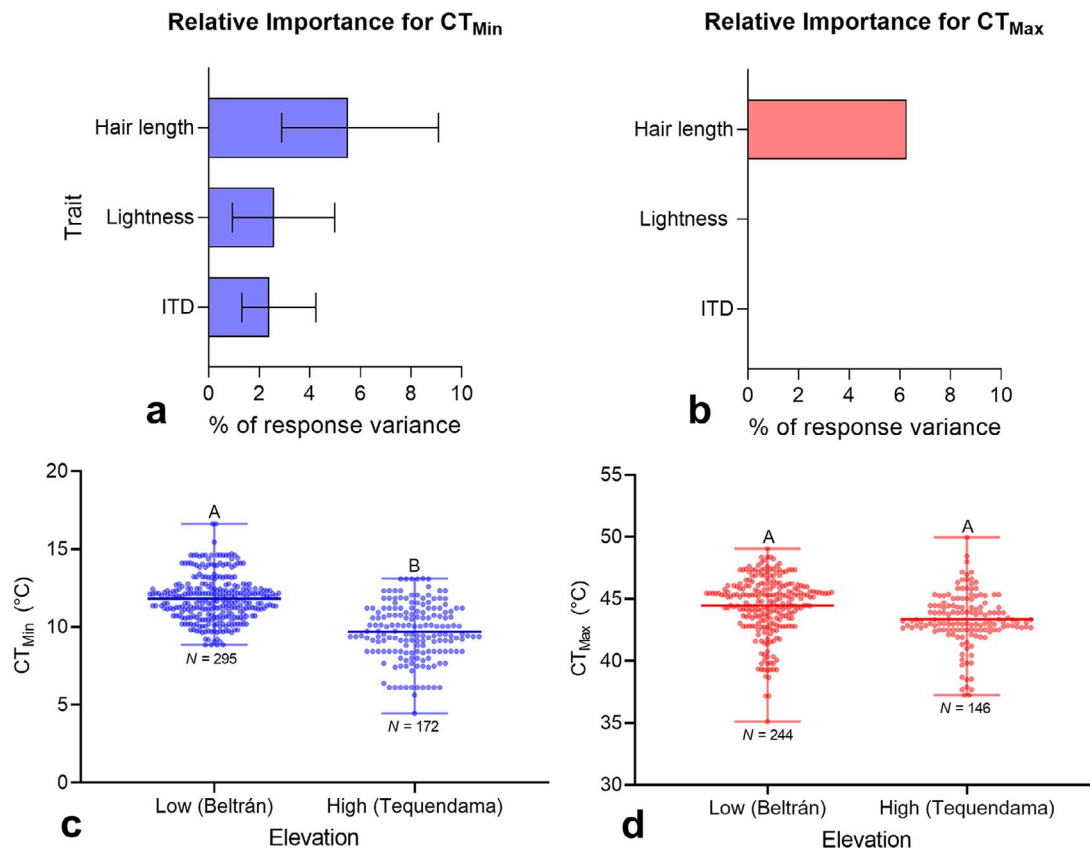 Relative Importance for CTMin
Hair length
Lightness
ITD
Trait
0 2 4 6 8 10
% of response variance
a
Relative Importance for CTMax
Hair length
Lightness
ITD
0 2 4 6 8 10
% of response variance
b
20
15
10
5
0
CTMin (°C)
A
N = 295
B
N = 172
Low (Beltrán) High (Tequendama)
Elevation
c
55
50
45
40
35
30
CTMax (°C)
A
N = 244
A
N = 146
Low (Beltrán) High (Tequendama)
Elevation
d